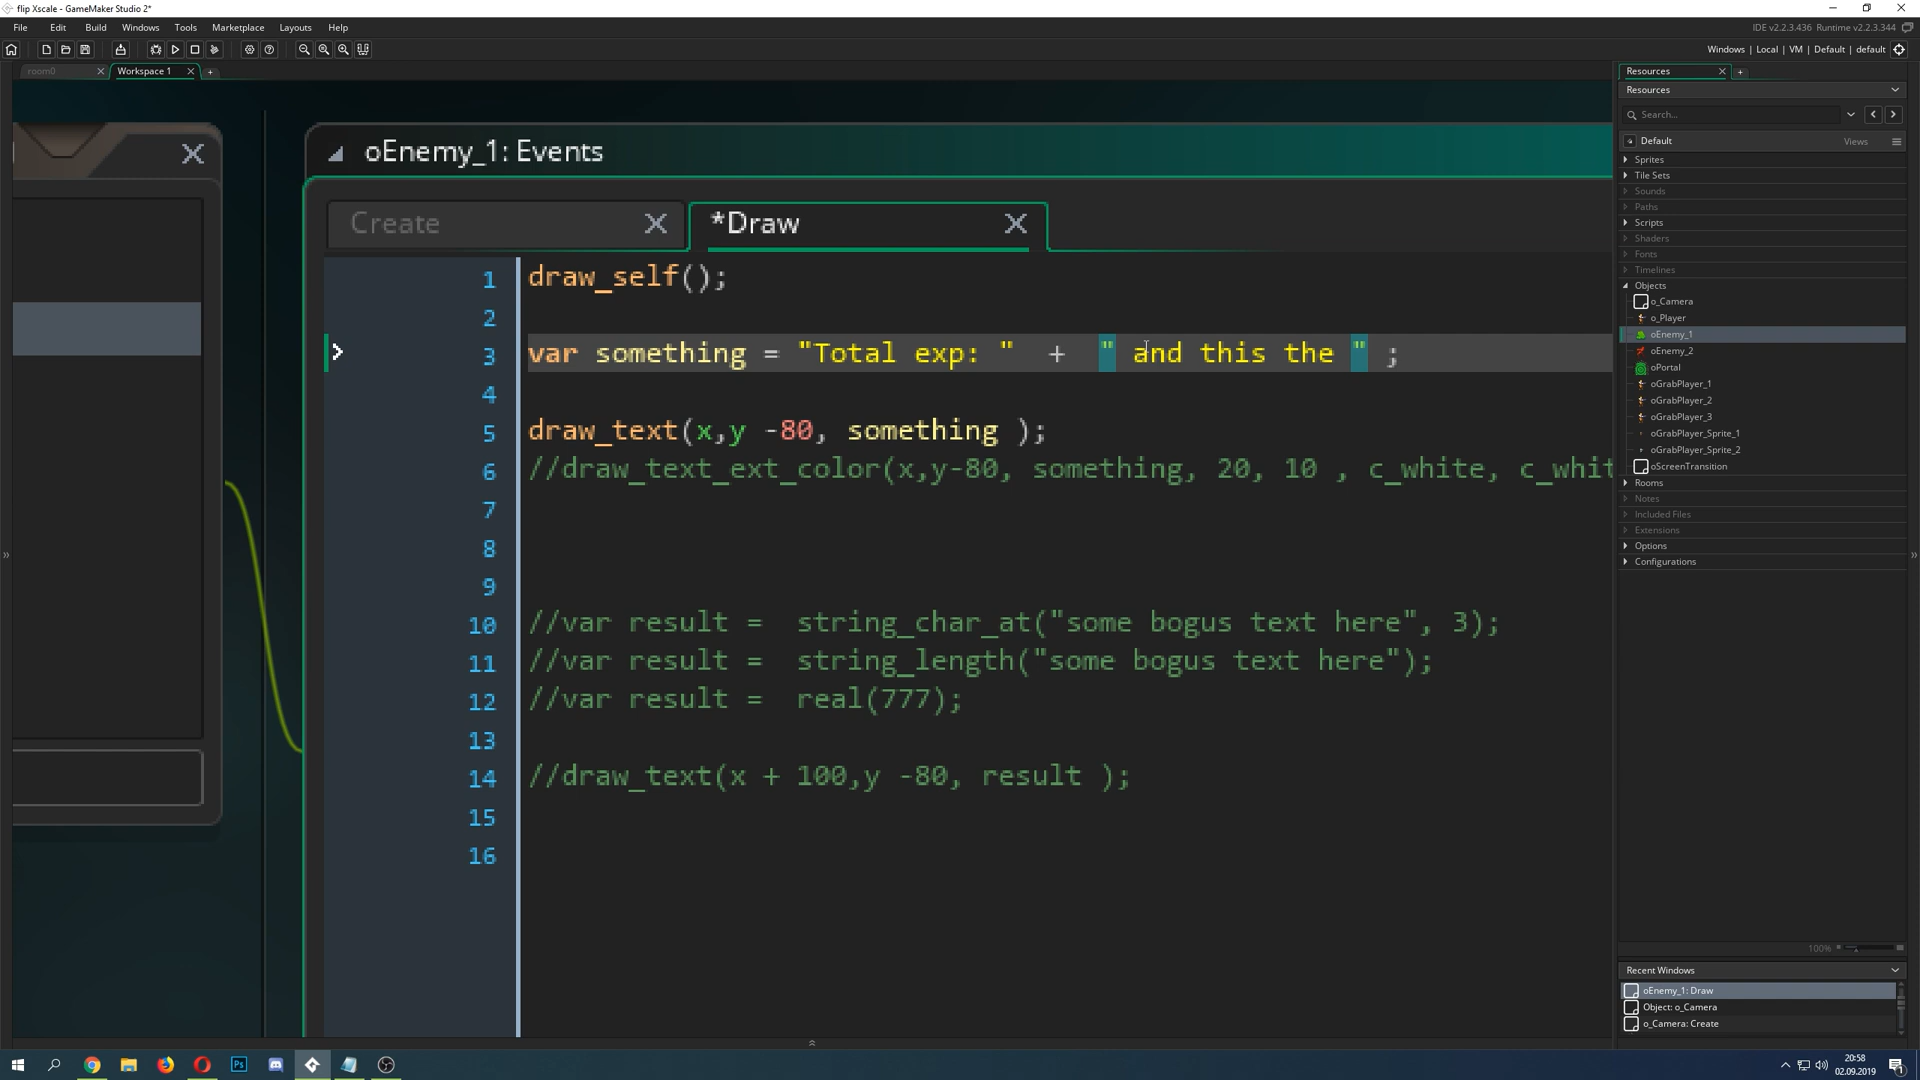 flip Xscale - GameMaker Studio 2*
File Edit Build Windows Tools Marketplace Layouts Help
IDE v2.2.3.436 Runtime v2.2.3.344
Windows | Local | VM | Default | default
room0
Workspace 1
oEnemy_1: Events
Create
*Draw
1 draw_self();
2
3 var something = "Total exp: "  +  " and this the " ;
4
5 draw_text(x,y -80, something );
6 //draw_text_ext_color(x,y-80, something, 20, 10 , c_white, c_whit
7
8
9
10 //var result =  string_char_at("some bogus text here", 3);
11 //var result =  string_length("some bogus text here");
12 //var result =  real(777);
13
14 //draw_text(x + 100,y -80, result );
15
16
Resources
Resources
Search...
Default Views
Sprites
Tile Sets
Sounds
Paths
Scripts
Shaders
Fonts
Timelines
Objects
o_Camera
o_Player
oEnemy_1
oEnemy_2
oPortal
oGrabPlayer_1
oGrabPlayer_2
oGrabPlayer_3
oGrabPlayer_Sprite_1
oGrabPlayer_Sprite_2
oScreenTransition
Rooms
Notes
Included Files
Extensions
Options
Configurations
100%
Recent Windows
oEnemy_1: Draw
Object: o_Camera
o_Camera: Create
Ps
20:58
02.09.2019
1